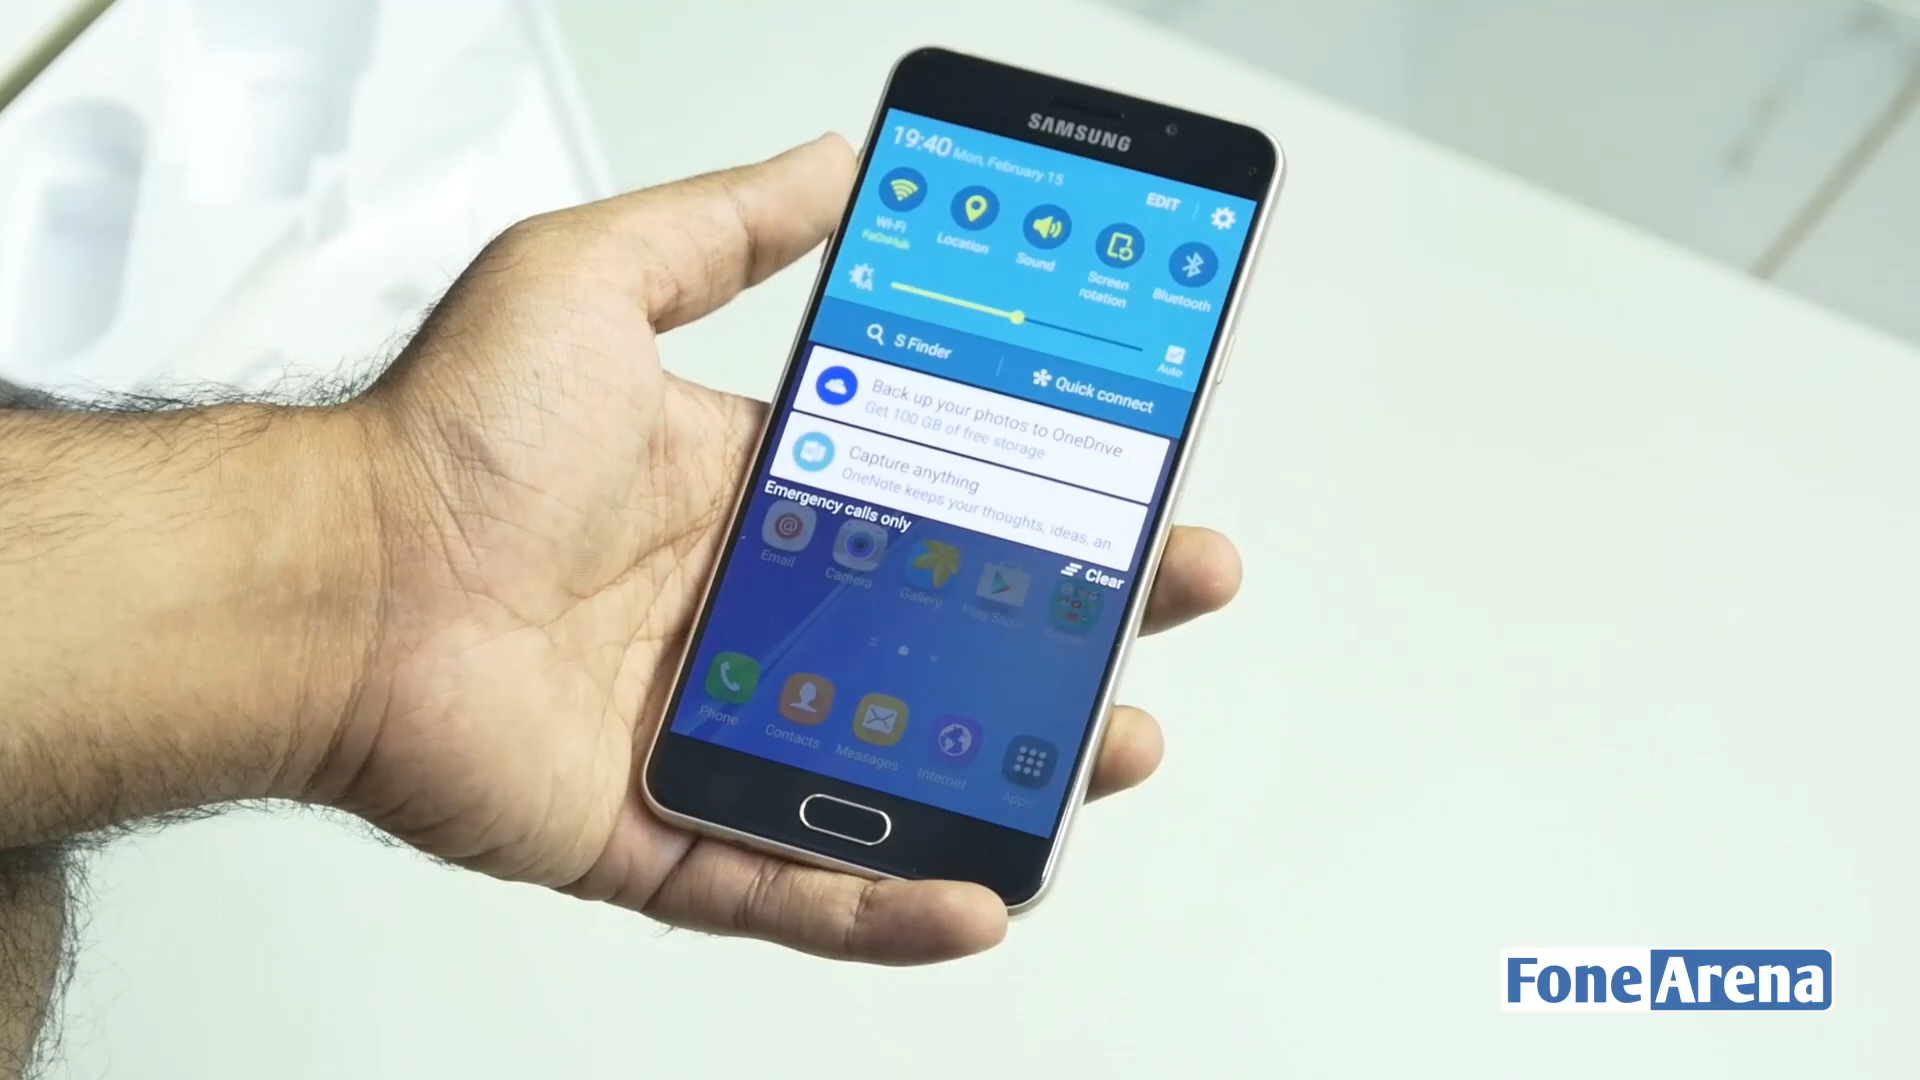 SAMSUNG
19:40 Mon, February 15
EDIT
Wi-Fi
FaOnHub
Location
Sound
Screen
rotation
Bluetooth
Auto
S Finder
Quick connect
Back up your photos to OneDrive
Get 100 GB of free storage
Capture anything
OneNote keeps your thoughts, ideas, an..
Emergency calls only
Clear
Email
Camera
Gallery
Play Store
Phone
Contacts
Messages
Internet
Apps
FoneArena